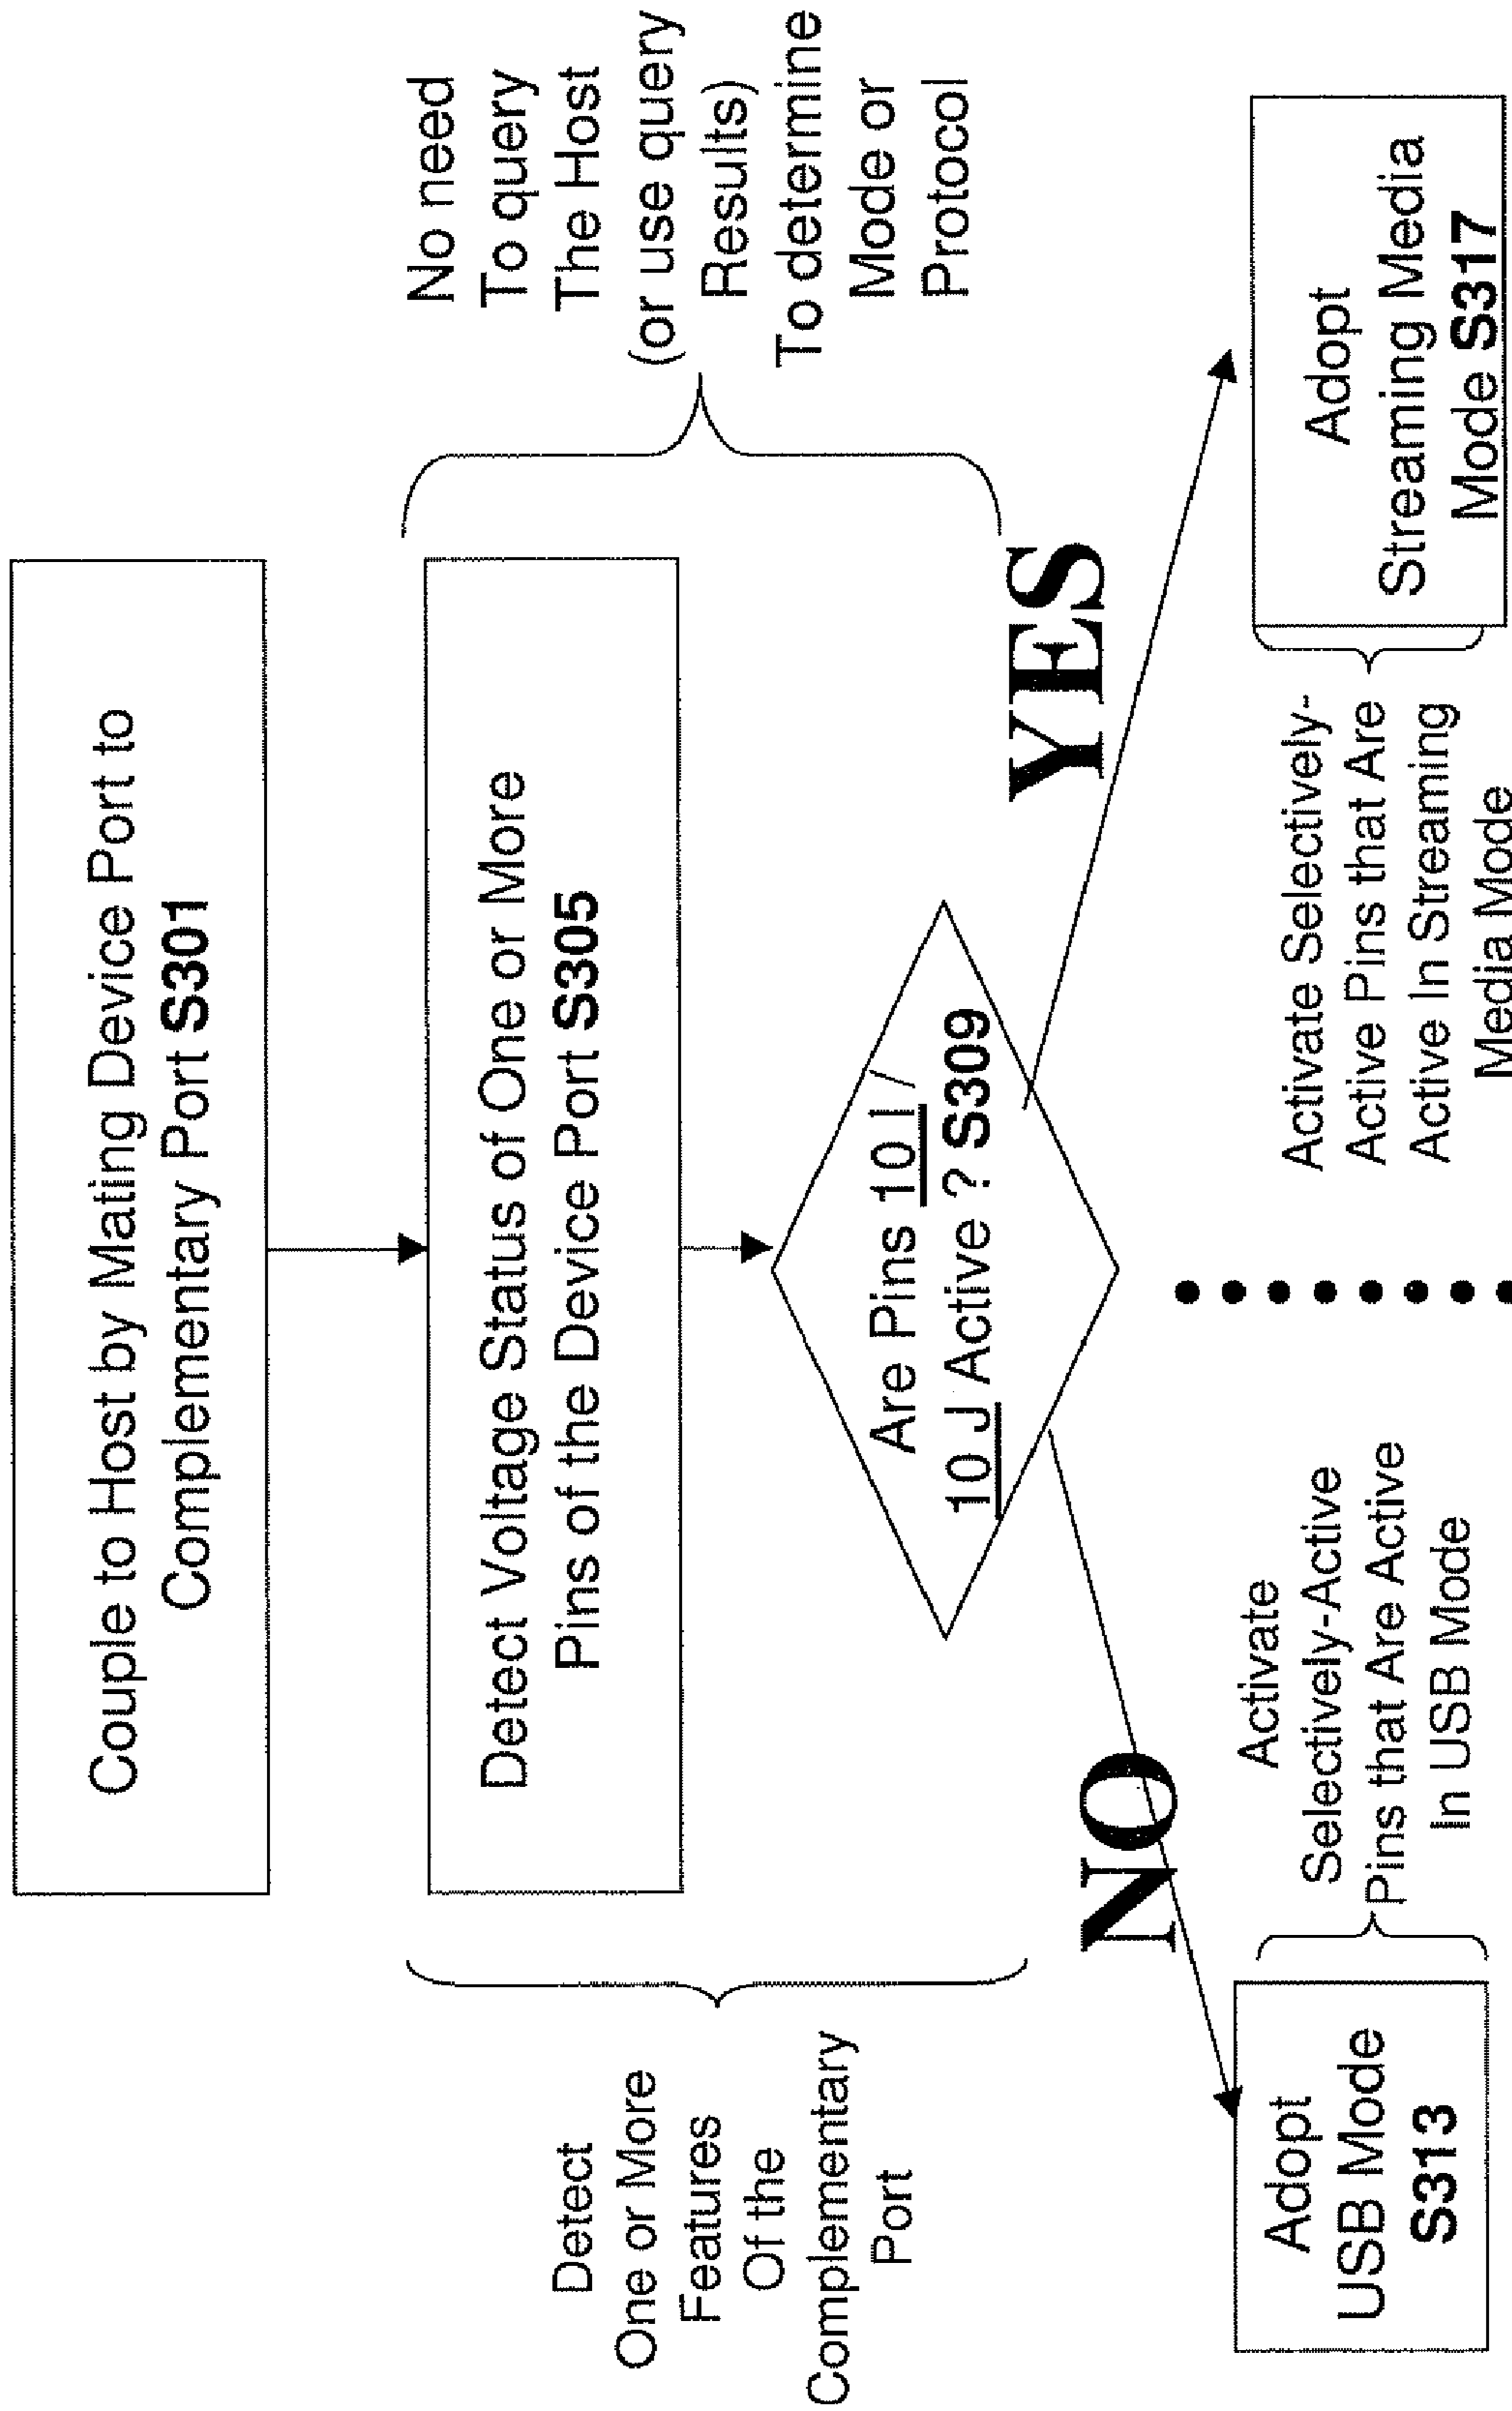 Couple to Host by Mating Device Port to
Complementary Port S301
Detect Voltage Status of One or More
Pins of the Device Port S305
Detect
One or More
Features
Of the
Complementary
Port
No need
To query
The Host
(or use query
Results)
To determine
Mode or
Protocol
Are Pins 10 I /
10 J Active ? S309
NO
YES
Adopt
USB Mode
S313
Activate
Selectively-Active
Pins that Are Active
In USB Mode
Activate Selectively-
Active Pins that Are
Active In Streaming
Media Mode
Adopt
Streaming Media
Mode S317